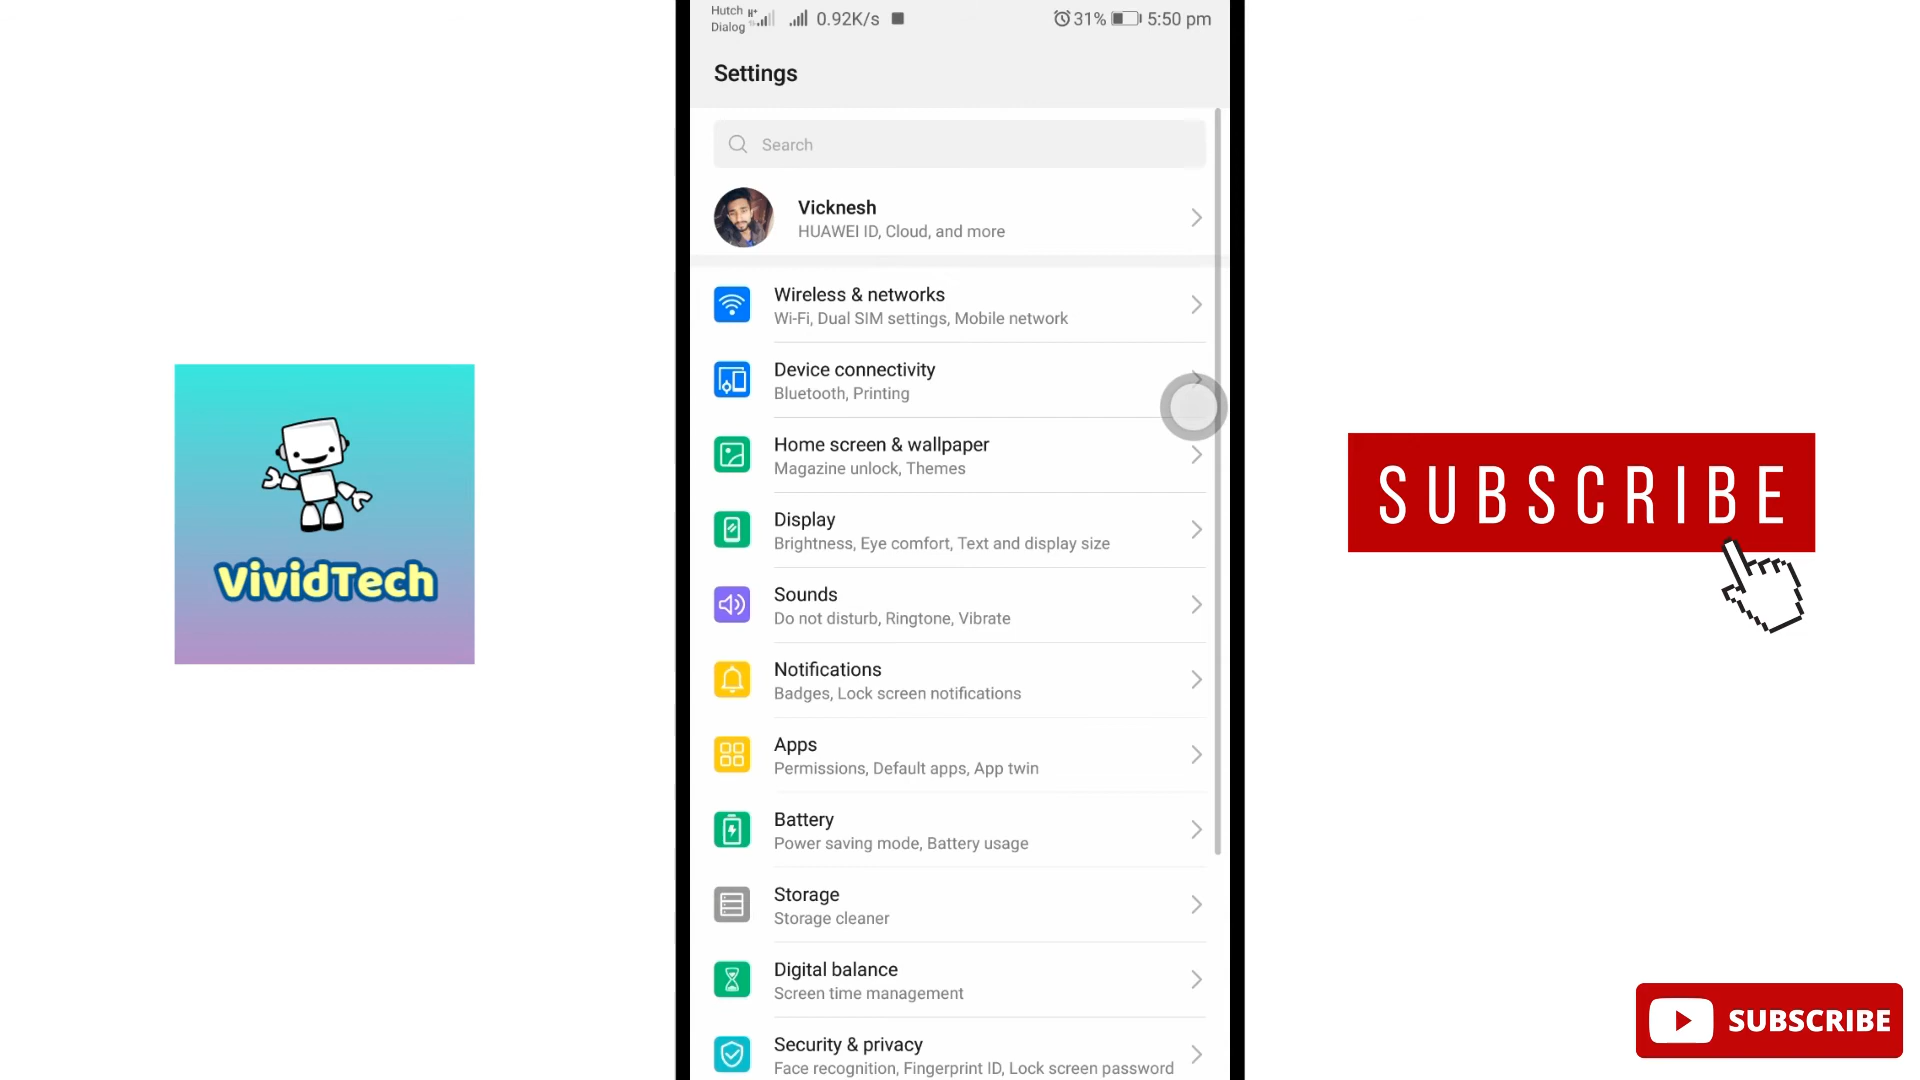 Hutch H+
Dialog
0.92K/s
31%
5:50 pm
Settings
Search
Vicknesh
HUAWEI ID, Cloud, and more
Wireless & networks
Wi-Fi, Dual SIM settings, Mobile network
Device connectivity
Bluetooth, Printing
Home screen & wallpaper
Magazine unlock, Themes
Display
Brightness, Eye comfort, Text and display size
Sounds
Do not disturb, Ringtone, Vibrate
Notifications
Badges, Lock screen notifications
Apps
Permissions, Default apps, App twin
Battery
Power saving mode, Battery usage
Storage
Storage cleaner
Digital balance
Screen time management
Security & privacy
Face recognition, Fingerprint ID, Lock screen password
VividTech
SUBSCRIBE
SUBSCRIBE